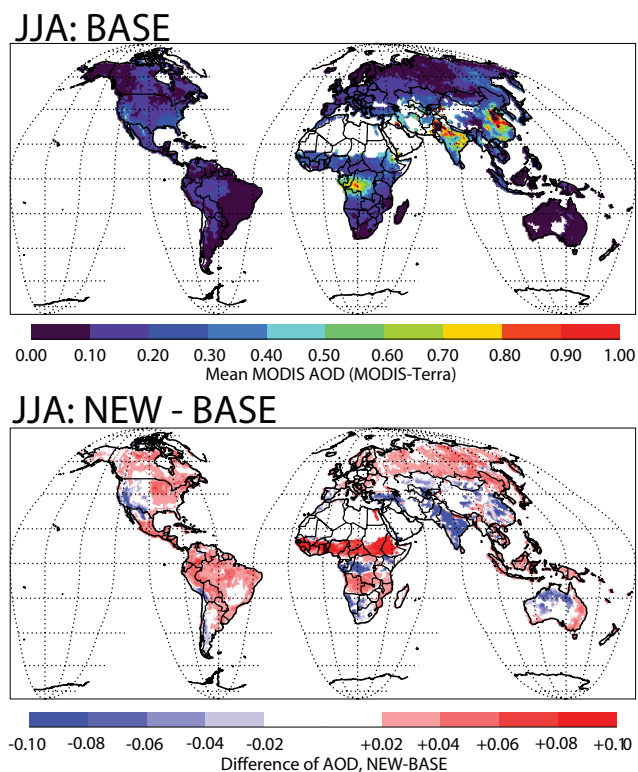 JJA: BASE
0.00 0.10 0.20 0.30 0.40 0.50 0.60 0.70 0.80 0.90 1.00
Mean MODIS AOD (MODIS-Terra)
JJA: NEW - BASE
-0.10 -0.08 -0.06 -0.04 -0.02 +0.02 +0.04 +0.06 +0.08 +0.10
Difference of AOD, NEW-BASE